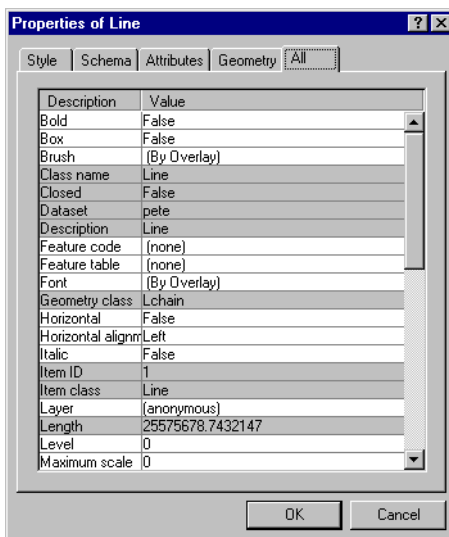 Properties of Line
Style Schema Attributes Geometry All
Description Value
Bold False
Box False
Brush (By Overlay)
Class name Line
Closed False
Dataset pete
Description Line
Feature code (none)
Feature table (none)
Font (By Overlay)
Geometry class Lchain
Horizontal False
Horizontal alignm Left
Italic False
Item ID 1
Item class Line
Layer (anonymous)
Length 25575678.7432147
Level 0
Maximum scale 0
OK Cancel